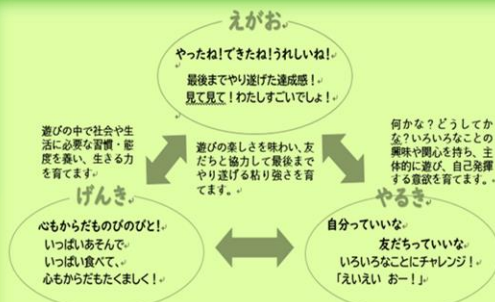 えがお
やったね!できたね!うれしいね!
最後までやり遂げた達成感!
見て見て!わたしすごいでしょ!
遊びの中で社会や生
活に必要な習慣・態
度を養い、生きる力
を育てます
遊びの楽しさを味わい、友
だちと協力して最後まで
やり遂げる粘り強さを育
てます。
何かな?どうしてか
な?いろいろなことの
興味や関心を持ち、主
体的に遊び、自己発揮
する意欲を育てます。
げんき
心もからだものびのびと!
いっぱいあそんで
いっぱい食べて、
心もからだもたくましく!
やるき
自分っていいな
友だちっていいな
いろいろなことにチャレンジ!
「えいえい おー!」